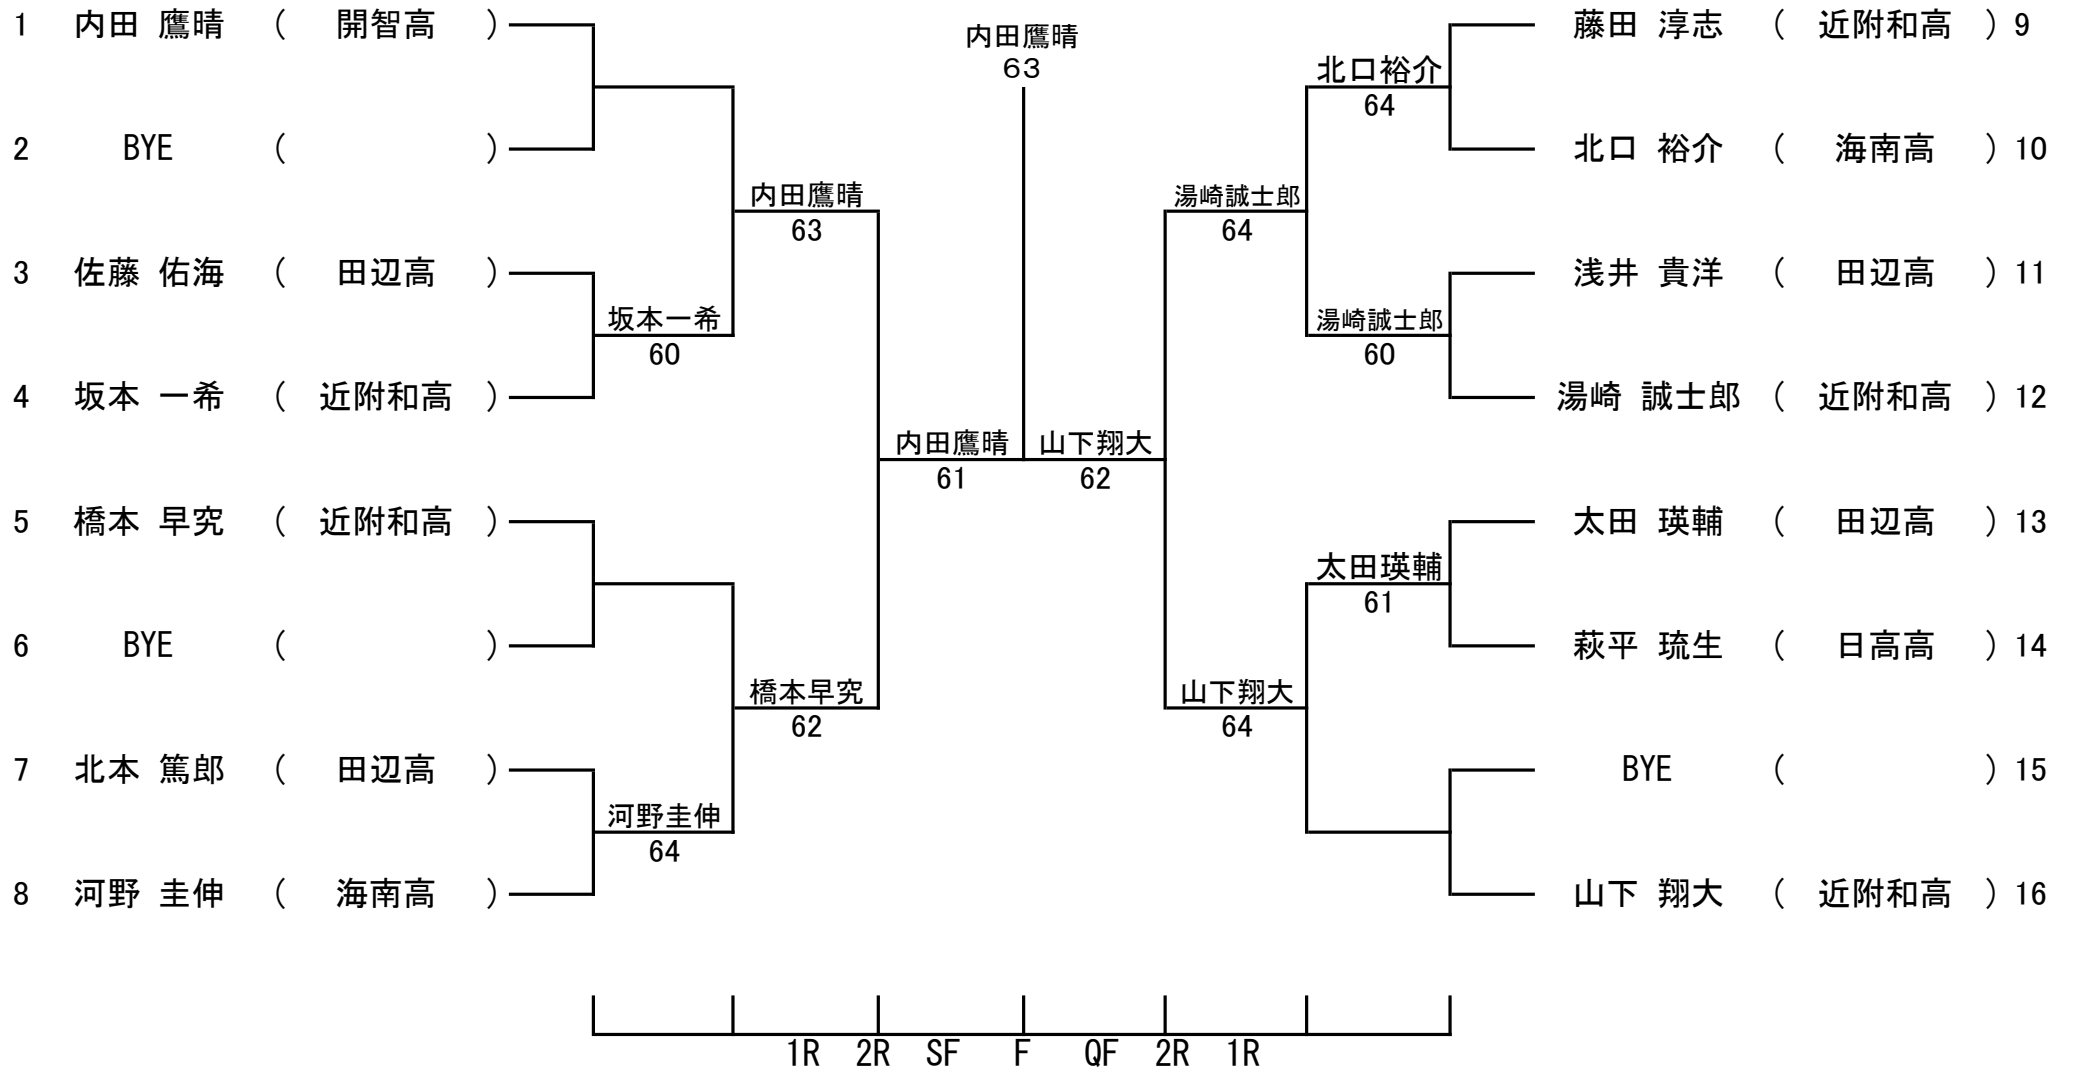 1 内田 鷹晴 ( 開智高 )
2 BYE ( )
3 佐藤 佑海 ( 田辺高 )
4 坂本 一希 ( 近附和高 )
5 橋本 早究 ( 近附和高 )
6 BYE ( )
7 北本 篤郎 ( 田辺高 )
8 河野 圭伸 ( 海南高 )
坂本一希
60
河野圭伸
64
内田鷹晴
63
橋本早究
62
内田鷹晴
61
内田鷹晴
63
山下翔大
62
湯崎誠士郎
64
山下翔大
64
北口裕介
64
湯崎誠士郎
60
太田瑛輔
61
藤田 淳志 ( 近附和高 ) 9
北口 裕介 ( 海南高 ) 10
浅井 貴洋 ( 田辺高 ) 11
湯崎 誠士郎 ( 近附和高 ) 12
太田 瑛輔 ( 田辺高 ) 13
萩平 琉生 ( 日高高 ) 14
BYE ( ) 15
山下 翔大 ( 近附和高 ) 16
1R 2R SF F QF 2R 1R